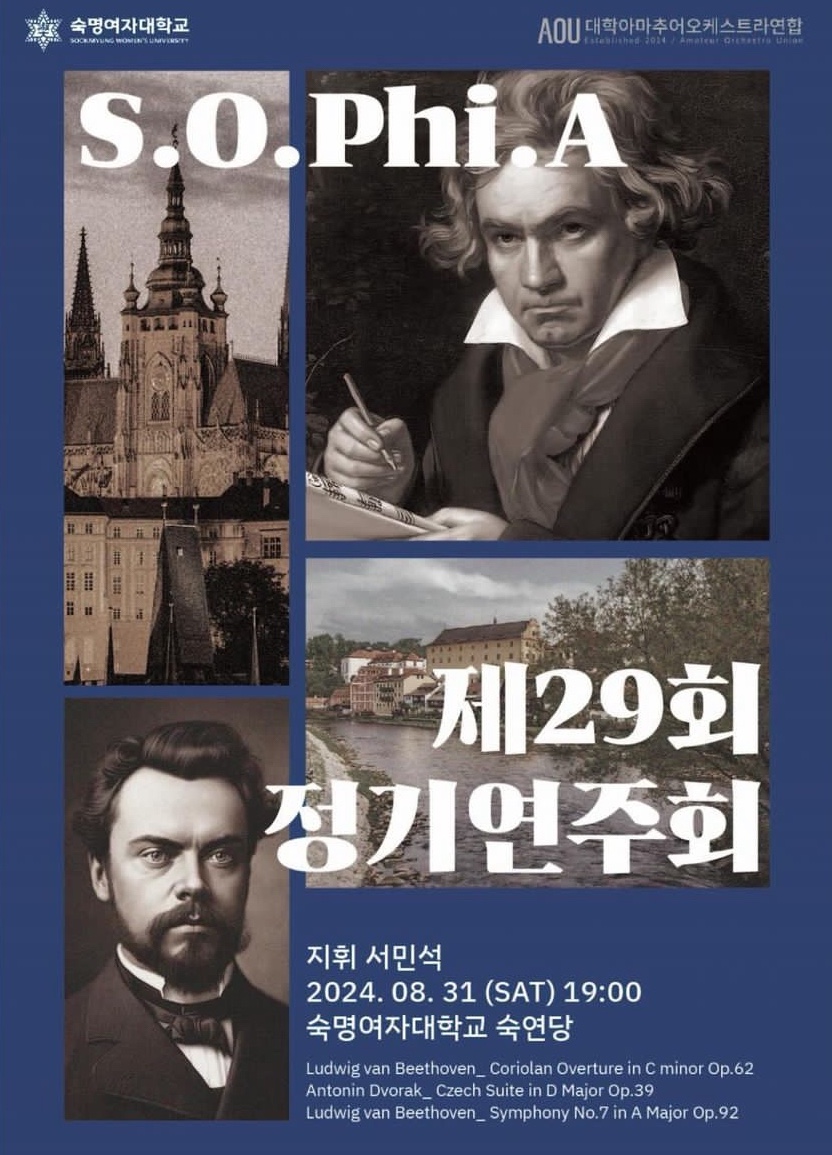 숙명여자대학교
SOOKMYUNG WOMEN'S UNIVERSITY
AOU 대학아마추어오케스트라연합
Established 2014 / Amateur Orchestra Union
S.O.Phi.A
제29회
정기연주회
지휘 서민석
2024. 08. 31 (SAT) 19:00
숙명여자대학교 숙연당
Ludwig van Beethoven_ Coriolan Overture in C minor Op.62
Antonin Dvorak_ Czech Suite in D Major Op.39
Ludwig van Beethoven_ Symphony No.7 in A Major Op.92